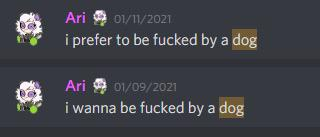 Ari 01/11/2021
i prefer to be fucked by a dog
Ari 01/09/2021
i wanna be fucked by a dog